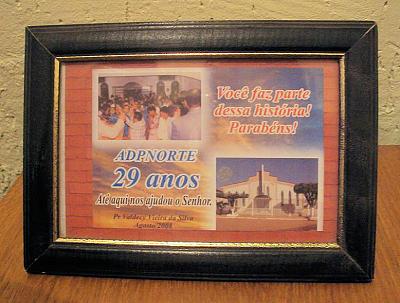 Você faz parte
dessa história!
Parabéns!
ADPNORTE
29 anos
Até aqui nos ajudou o Senhor.
Pr Valdecy Vieira da Silva
Agosto/2008